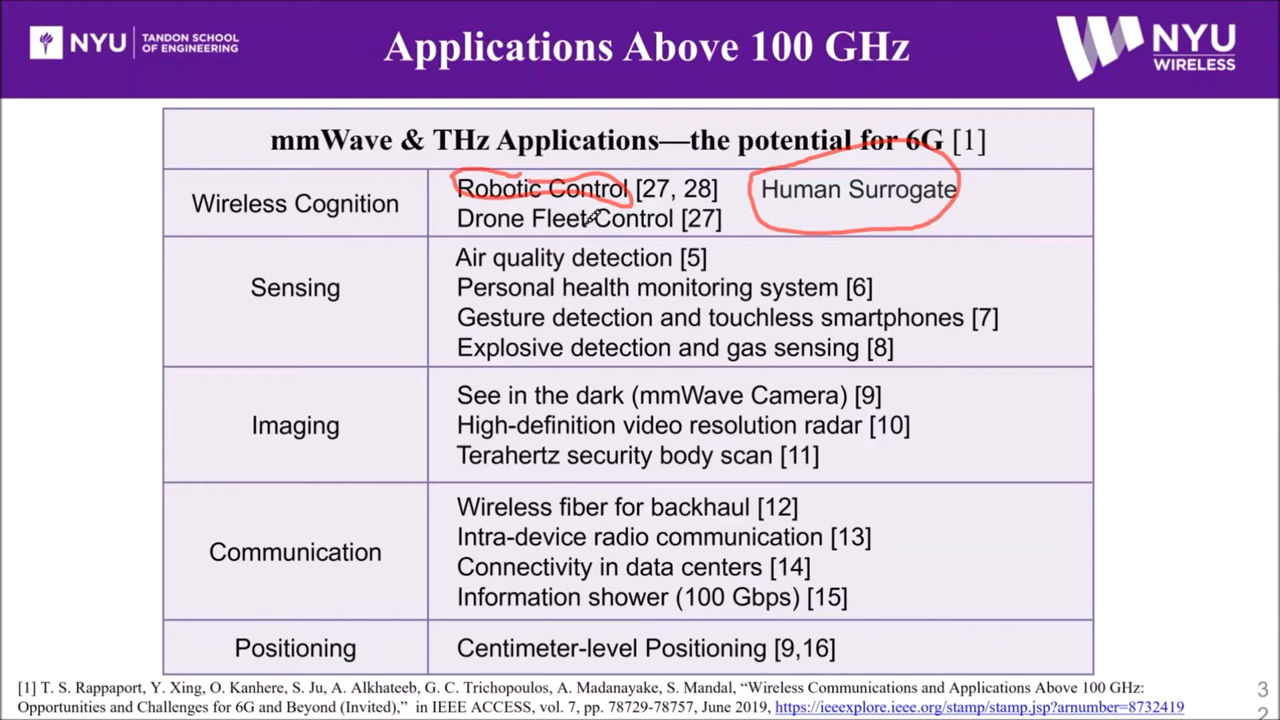 NYU TANDON SCHOOL OF ENGINEERING
Applications Above 100 GHz
NYU WIRELESS
mmWave & THz Applications—the potential for 6G [1]
Wireless Cognition
Robotic Control [27, 28] Human Surrogate
Drone Fleet Control [27]
Sensing
Air quality detection [5]
Personal health monitoring system [6]
Gesture detection and touchless smartphones [7]
Explosive detection and gas sensing [8]
Imaging
See in the dark (mmWave Camera) [9]
High-definition video resolution radar [10]
Terahertz security body scan [11]
Communication
Wireless fiber for backhaul [12]
Intra-device radio communication [13]
Connectivity in data centers [14]
Information shower (100 Gbps) [15]
Positioning
Centimeter-level Positioning [9,16]
[1] T. S. Rappaport, Y. Xing, O. Kanhere, S. Ju, A. Alkhateeb, G. C. Trichopoulos, A. Madanayake, S. Mandal, “Wireless Communications and Applications Above 100 GHz:
Opportunities and Challenges for 6G and Beyond (Invited),” in IEEE ACCESS, vol. 7, pp. 78729-78757, June 2019, https://ieeexplore.ieee.org/stamp/stamp.jsp?arnumber=8732419
3
2